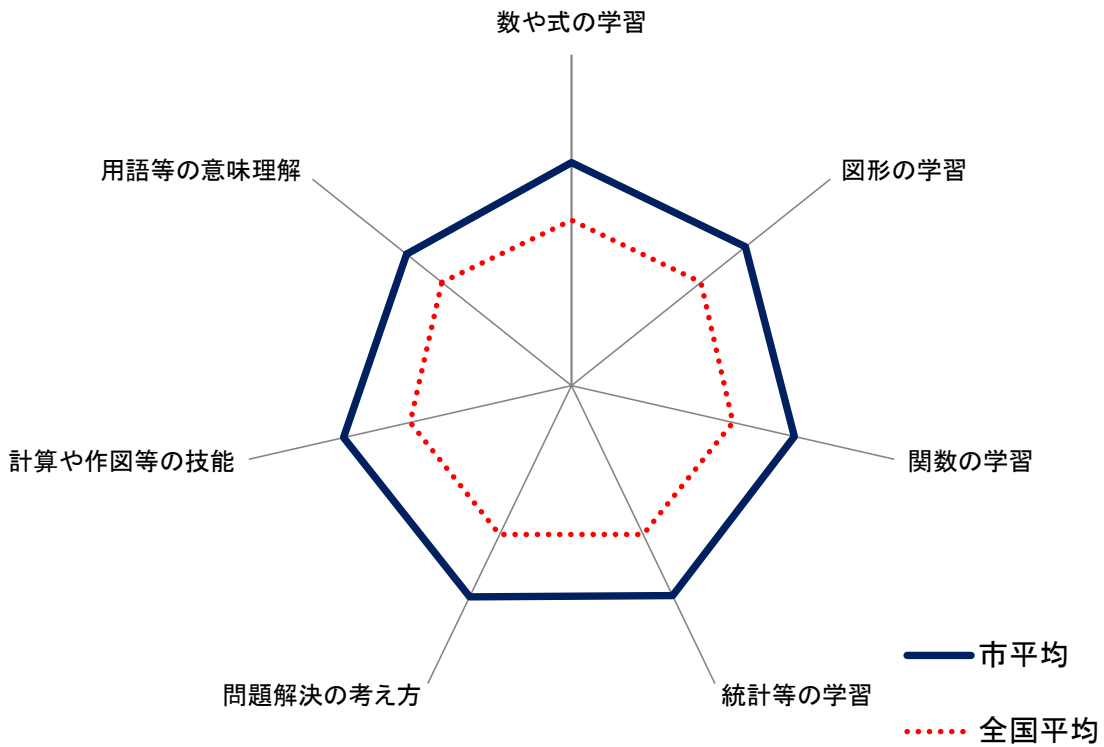 数や式の学習
図形の学習
関数の学習
統計等の学習
問題解決の考え方
計算や作図等の技能
用語等の意味理解
市平均
全国平均